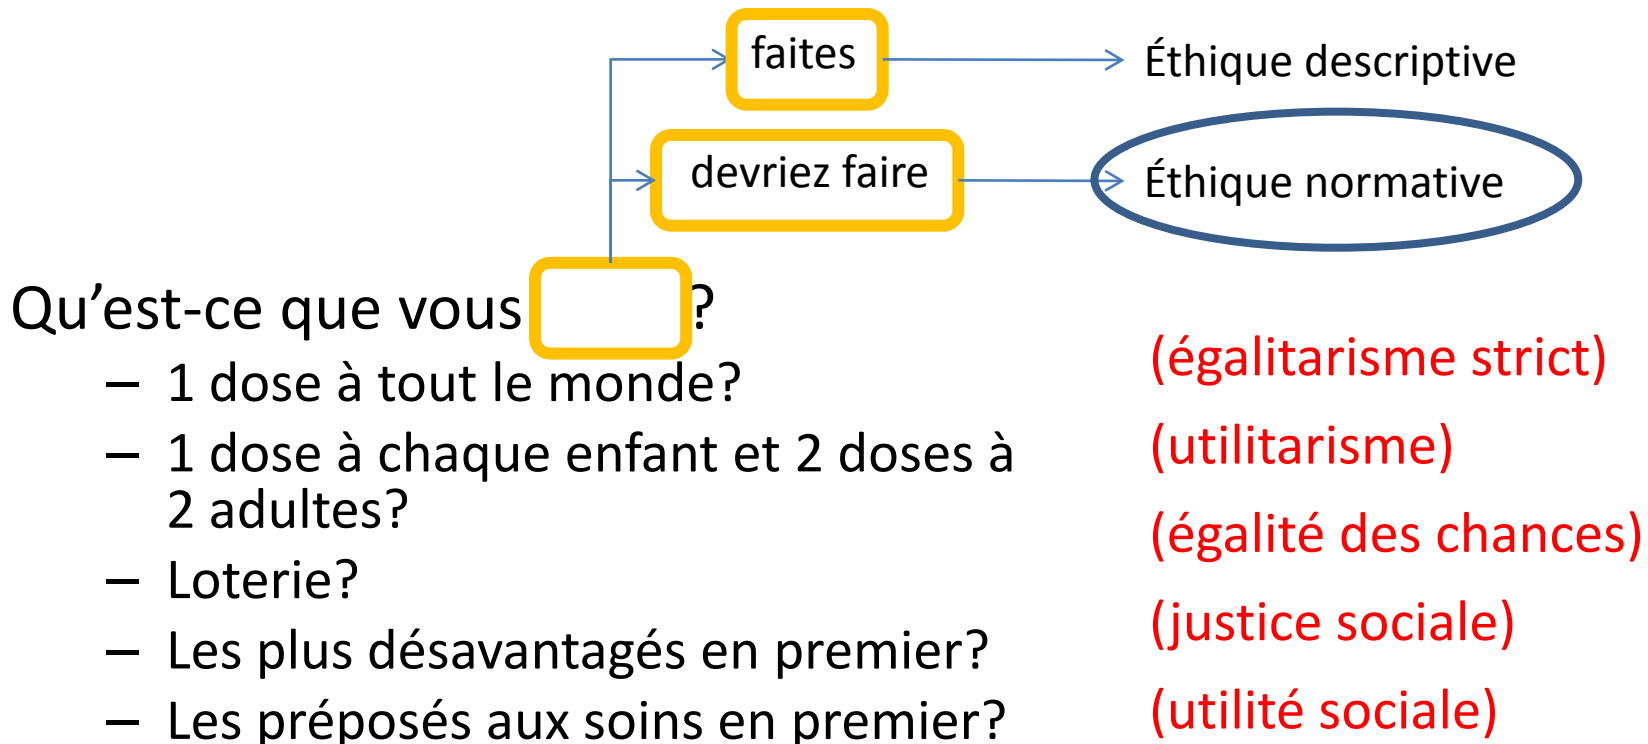 faites
Éthique descriptive
devriez faire
Éthique normative
Qu’est-ce que vous ?
– 1 dose à tout le monde?
(égalitarisme strict)
– 1 dose à chaque enfant et 2 doses à
2 adultes?
(utilitarisme)
– Loterie?
(égalité des chances)
– Les plus désavantagés en premier?
(justice sociale)
– Les préposés aux soins en premier?
(utilité sociale)